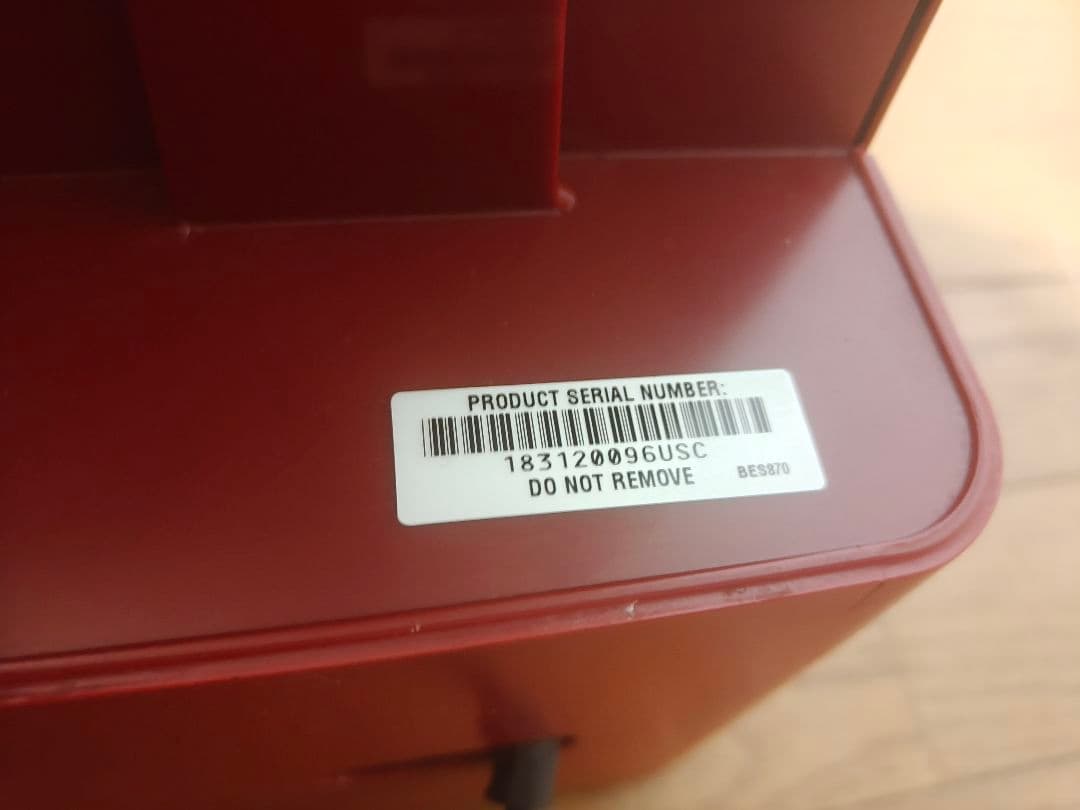 PRODUCT SERIAL NUMBER:
183120096USC
DO NOT REMOVE
BES870